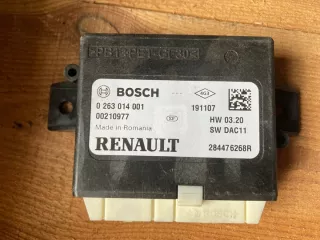 BOSCH
0 263 014 001
191107
00210977
HW 03.20
Made in Romania
SW DAC11
RENAULT
284476268R